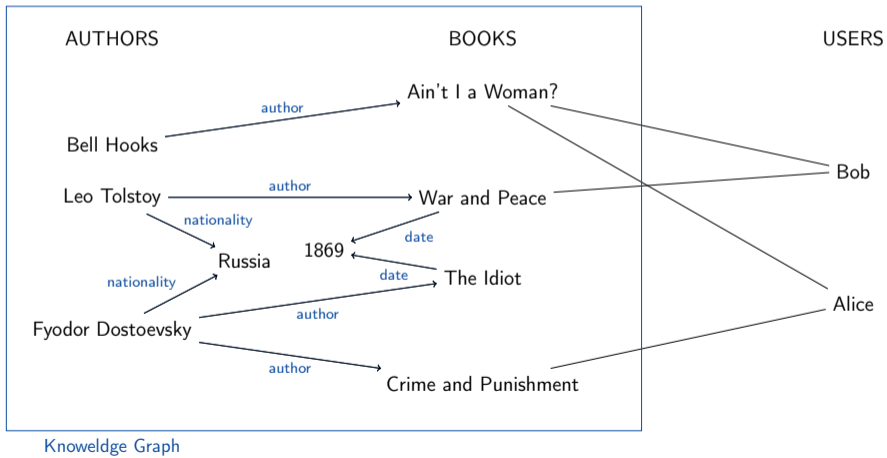 AUTHORS
BOOKS
USERS
Ain't I a Woman?
author
Bell Hooks
Bob
Leo Tolstoy
author
War and Peace
nationality
date
1869
Russia
date
The Idiot
nationality
author
Alice
Fyodor Dostoevsky
author
Crime and Punishment
Knoweldge Graph